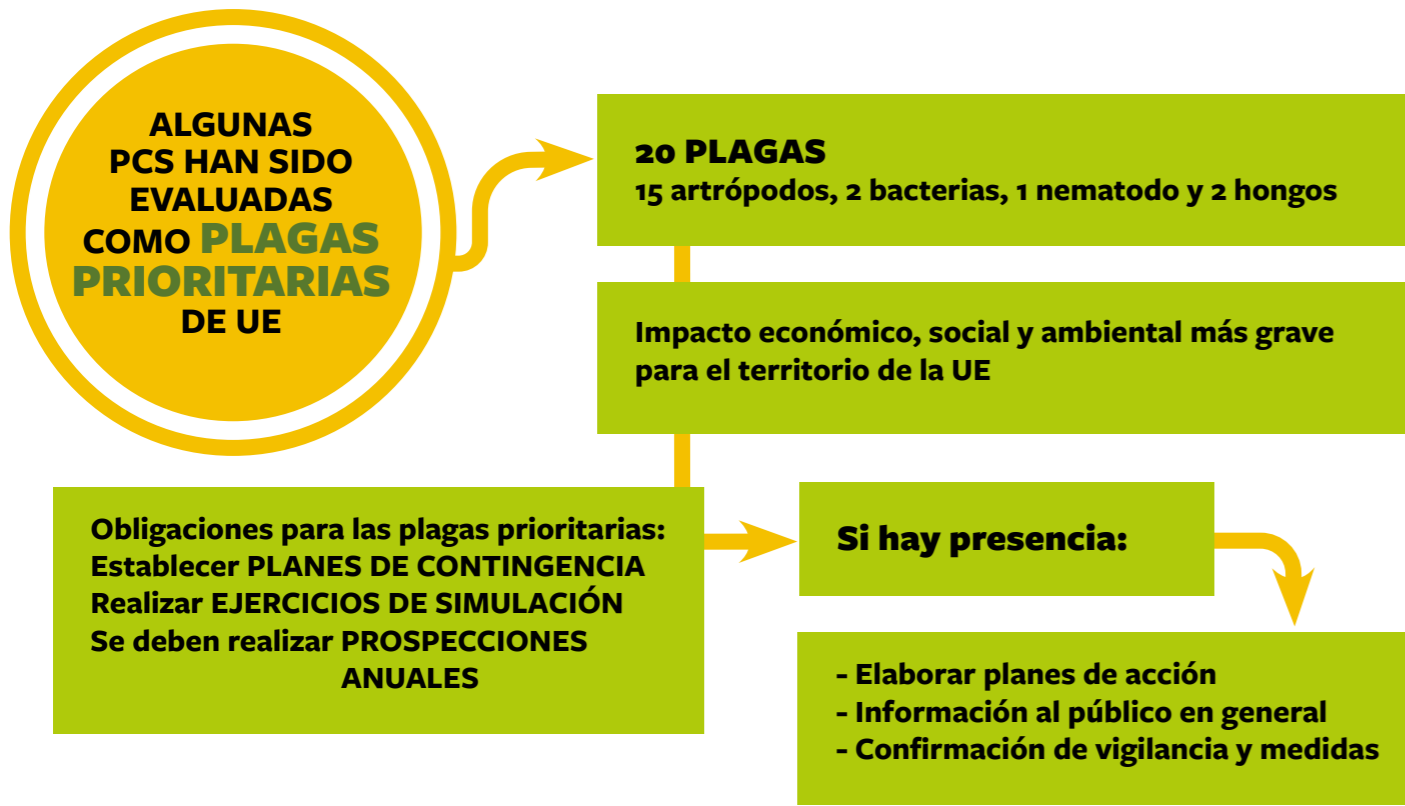 ALGUNAS
PCS HAN SIDO
EVALUADAS
COMO PLAGAS
PRIORITARIAS
DE UE
20 PLAGAS
15 artrópodos, 2 bacterias, 1 nematodo y 2 hongos
Impacto económico, social y ambiental más grave
para el territorio de la UE
Obligaciones para las plagas prioritarias:
Establecer PLANES DE CONTINGENCIA
Realizar EJERCICIOS DE SIMULACIÓN
Se deben realizar PROSPECCIONES
ANUALES
Si hay presencia:
- Elaborar planes de acción
- Información al público en general
- Confirmación de vigilancia y medidas